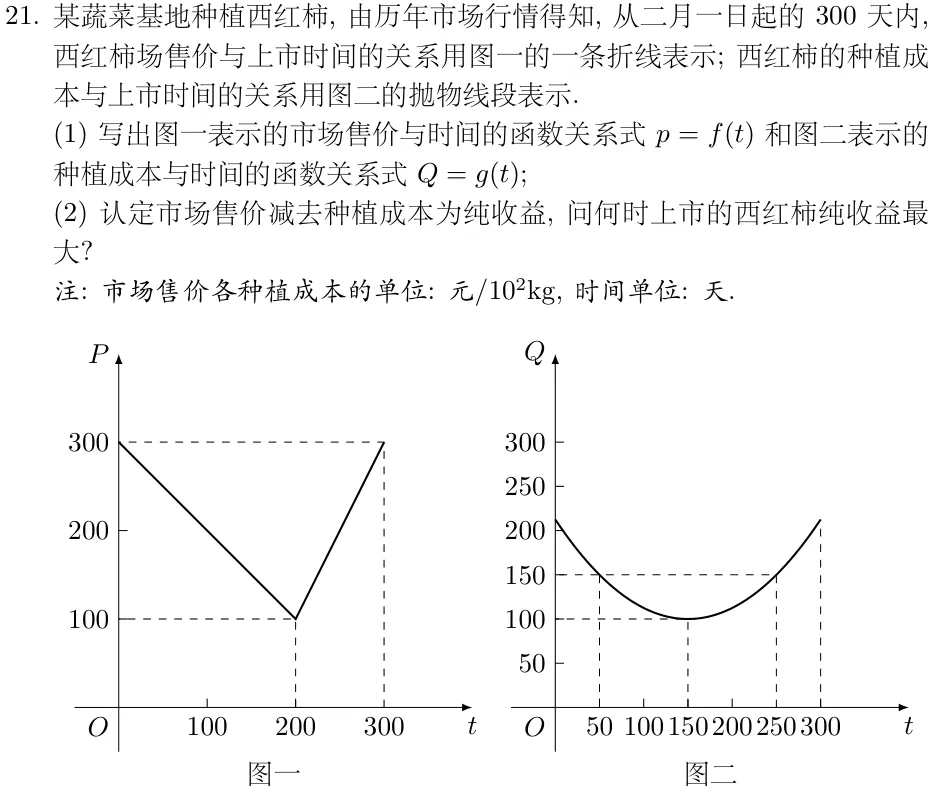 21. 某蔬菜基地种植西红柿, 由历年市场行情得知, 从二月一日起的 300 天内,
西红柿场售价与上市时间的关系用图一的一条折线表示; 西红柿的种植成
本与上市时间的关系用图二的抛物线段表示.
(1) 写出图一表示的市场售价与时间的函数关系式 p = f(t) 和图二表示的
种植成本与时间的函数关系式 Q = g(t);
(2) 认定市场售价减去种植成本为纯收益, 问何时上市的西红柿纯收益最
大?
注: 市场售价各种植成本的单位: 元/10²kg, 时间单位: 天.
P
300
200
100
O 100 200 300 t
图一
Q
300
250
200
150
100
50
O 50 100 150 200 250 300 t
图二